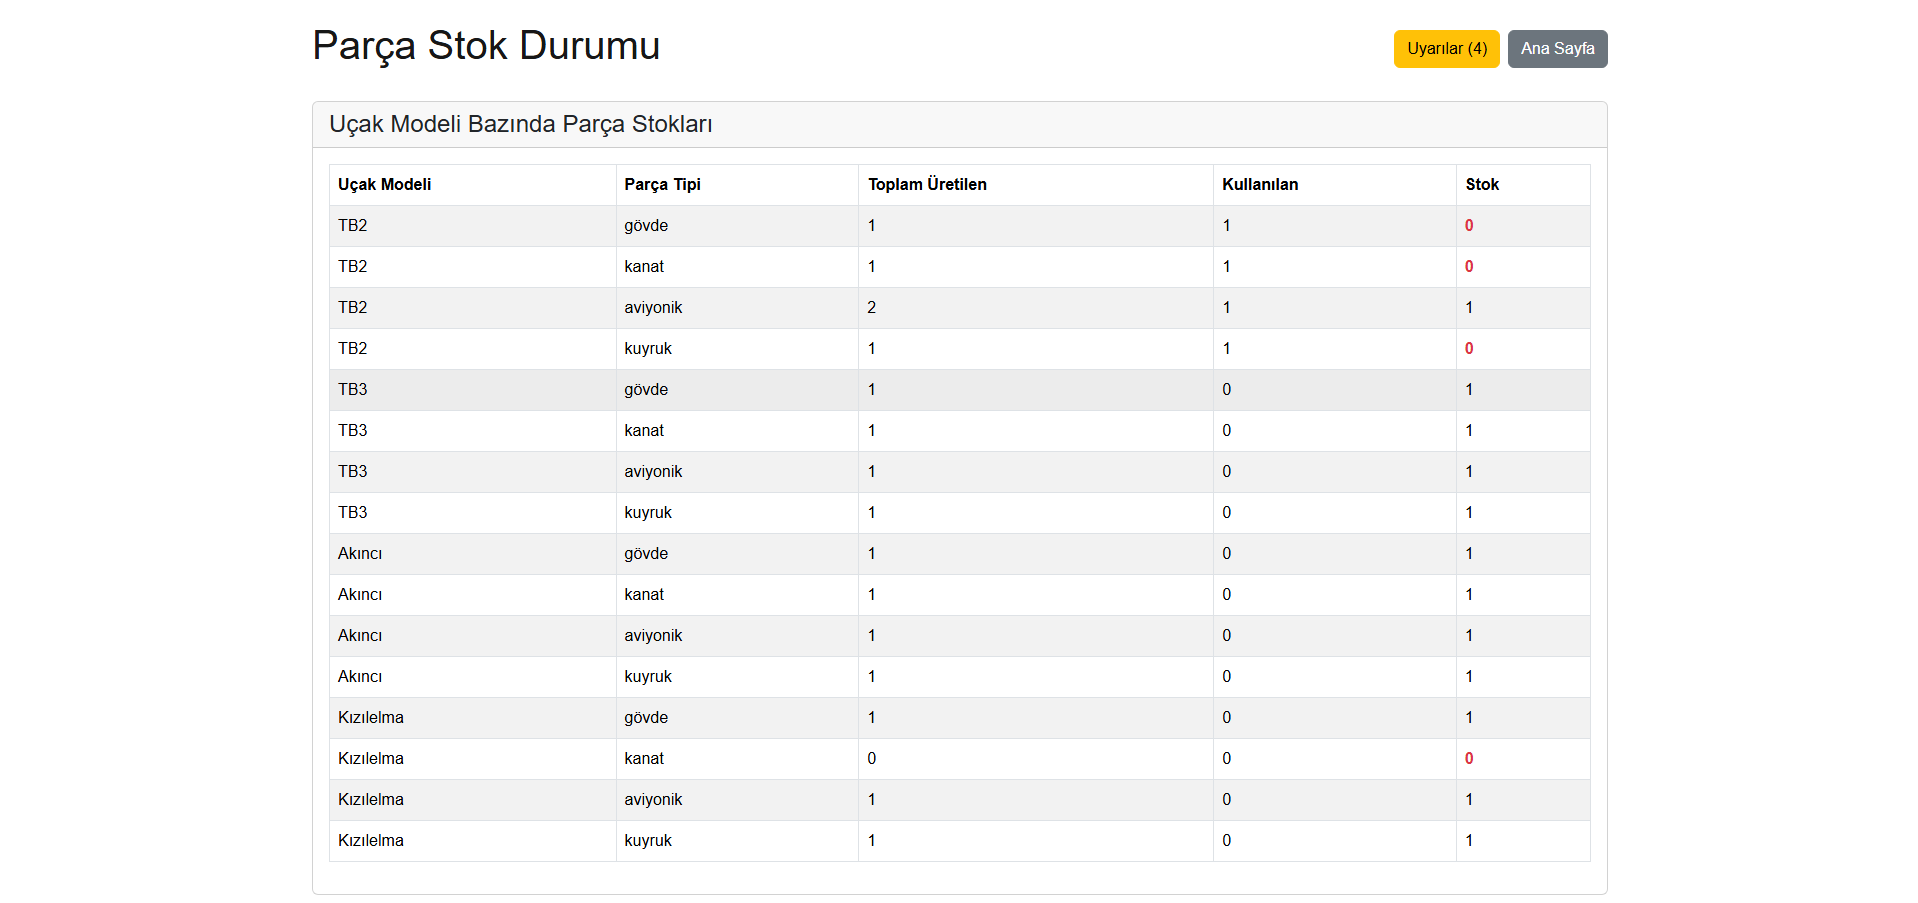 Parça Stok Durumu
Uyarılar (4) Ana Sayfa
Uçak Modeli Bazında Parça Stokları
Uçak Modeli Parça Tipi Toplam Üretilen Kullanılan Stok
TB2 gövde 1 1 0
TB2 kanat 1 1 0
TB2 aviyonik 2 1 1
TB2 kuyruk 1 1 0
TB3 gövde 1 0 1
TB3 kanat 1 0 1
TB3 aviyonik 1 0 1
TB3 kuyruk 1 0 1
Akıncı gövde 1 0 1
Akıncı kanat 1 0 1
Akıncı aviyonik 1 0 1
Akıncı kuyruk 1 0 1
Kızılelma gövde 1 0 1
Kızılelma kanat 0 0 0
Kızılelma aviyonik 1 0 1
Kızılelma kuyruk 1 0 1